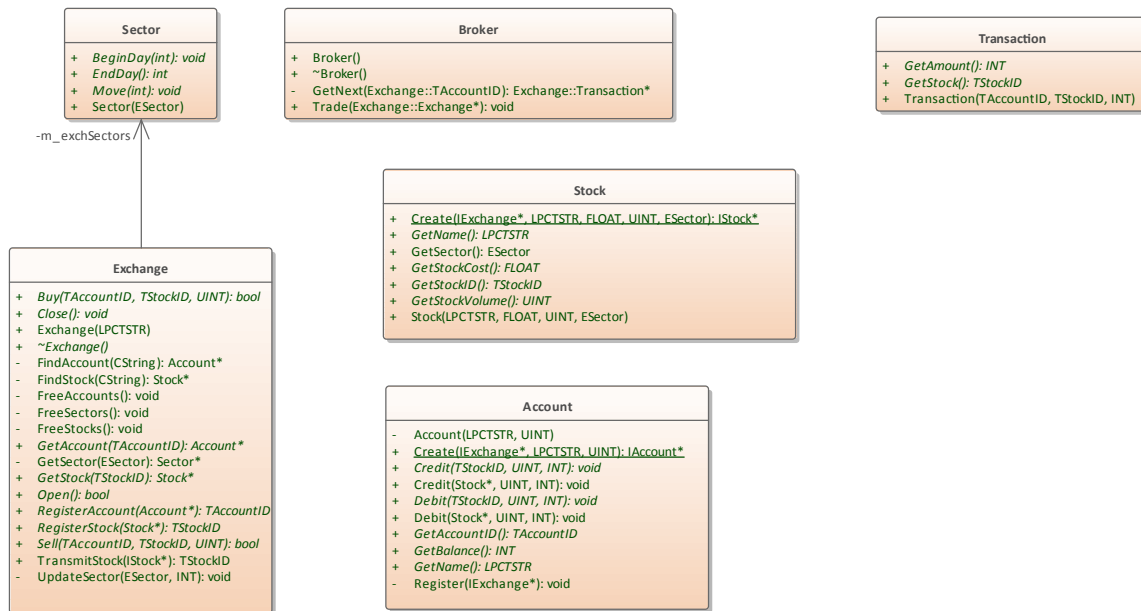 Sector
+ BeginDay(int): void
+ EndDay(): int
+ Move(int): void
+ Sector(ESector)
Broker
+ Broker()
+ ~Broker()
- GetNext(Exchange::TAccountID): Exchange::Transaction*
+ Trade(Exchange::Exchange*): void
Transaction
+ GetAmount(): INT
+ GetStock(): TStockID
+ Transaction(TAccountID, TStockID, INT)
-m_exchSectors
Stock
+ Create(IExchange*, LPCTSTR, FLOAT, UINT, ESector): IStock*
+ GetName(): LPCTSTR
+ GetSector(): ESector
+ GetStockCost(): FLOAT
+ GetStockID(): TStockID
+ GetStockVolume(): UINT
+ Stock(LPCTSTR, FLOAT, UINT, ESector)
Exchange
+ Buy(TAccountID, TStockID, UINT): bool
+ Close(): void
+ Exchange(LPCTSTR)
+ ~Exchange()
- FindAccount(CString): Account*
- FindStock(CString): Stock*
- FreeAccounts(): void
- FreeSectors(): void
- FreeStocks(): void
+ GetAccount(TAccountID): Account*
- GetSector(ESector): Sector*
+ GetStock(TStockID): Stock*
+ Open(): bool
+ RegisterAccount(Account*): TAccountID
+ RegisterStock(Stock*): TStockID
+ Sell(TAccountID, TStockID, UINT): bool
+ TransmitStock(IStock*): TStockID
- UpdateSector(ESector, INT): void
Account
- Account(LPCTSTR, UINT)
+ Create(IExchange*, LPCTSTR, UINT): IAccount*
+ Credit(TStockID, UINT, INT): void
+ Credit(Stock*, UINT, INT): void
+ Debit(TStockID, UINT, INT): void
+ Debit(Stock*, UINT, INT): void
+ GetAccountID(): TAccountID
+ GetBalance(): INT
+ GetName(): LPCTSTR
- Register(IExchange*): void